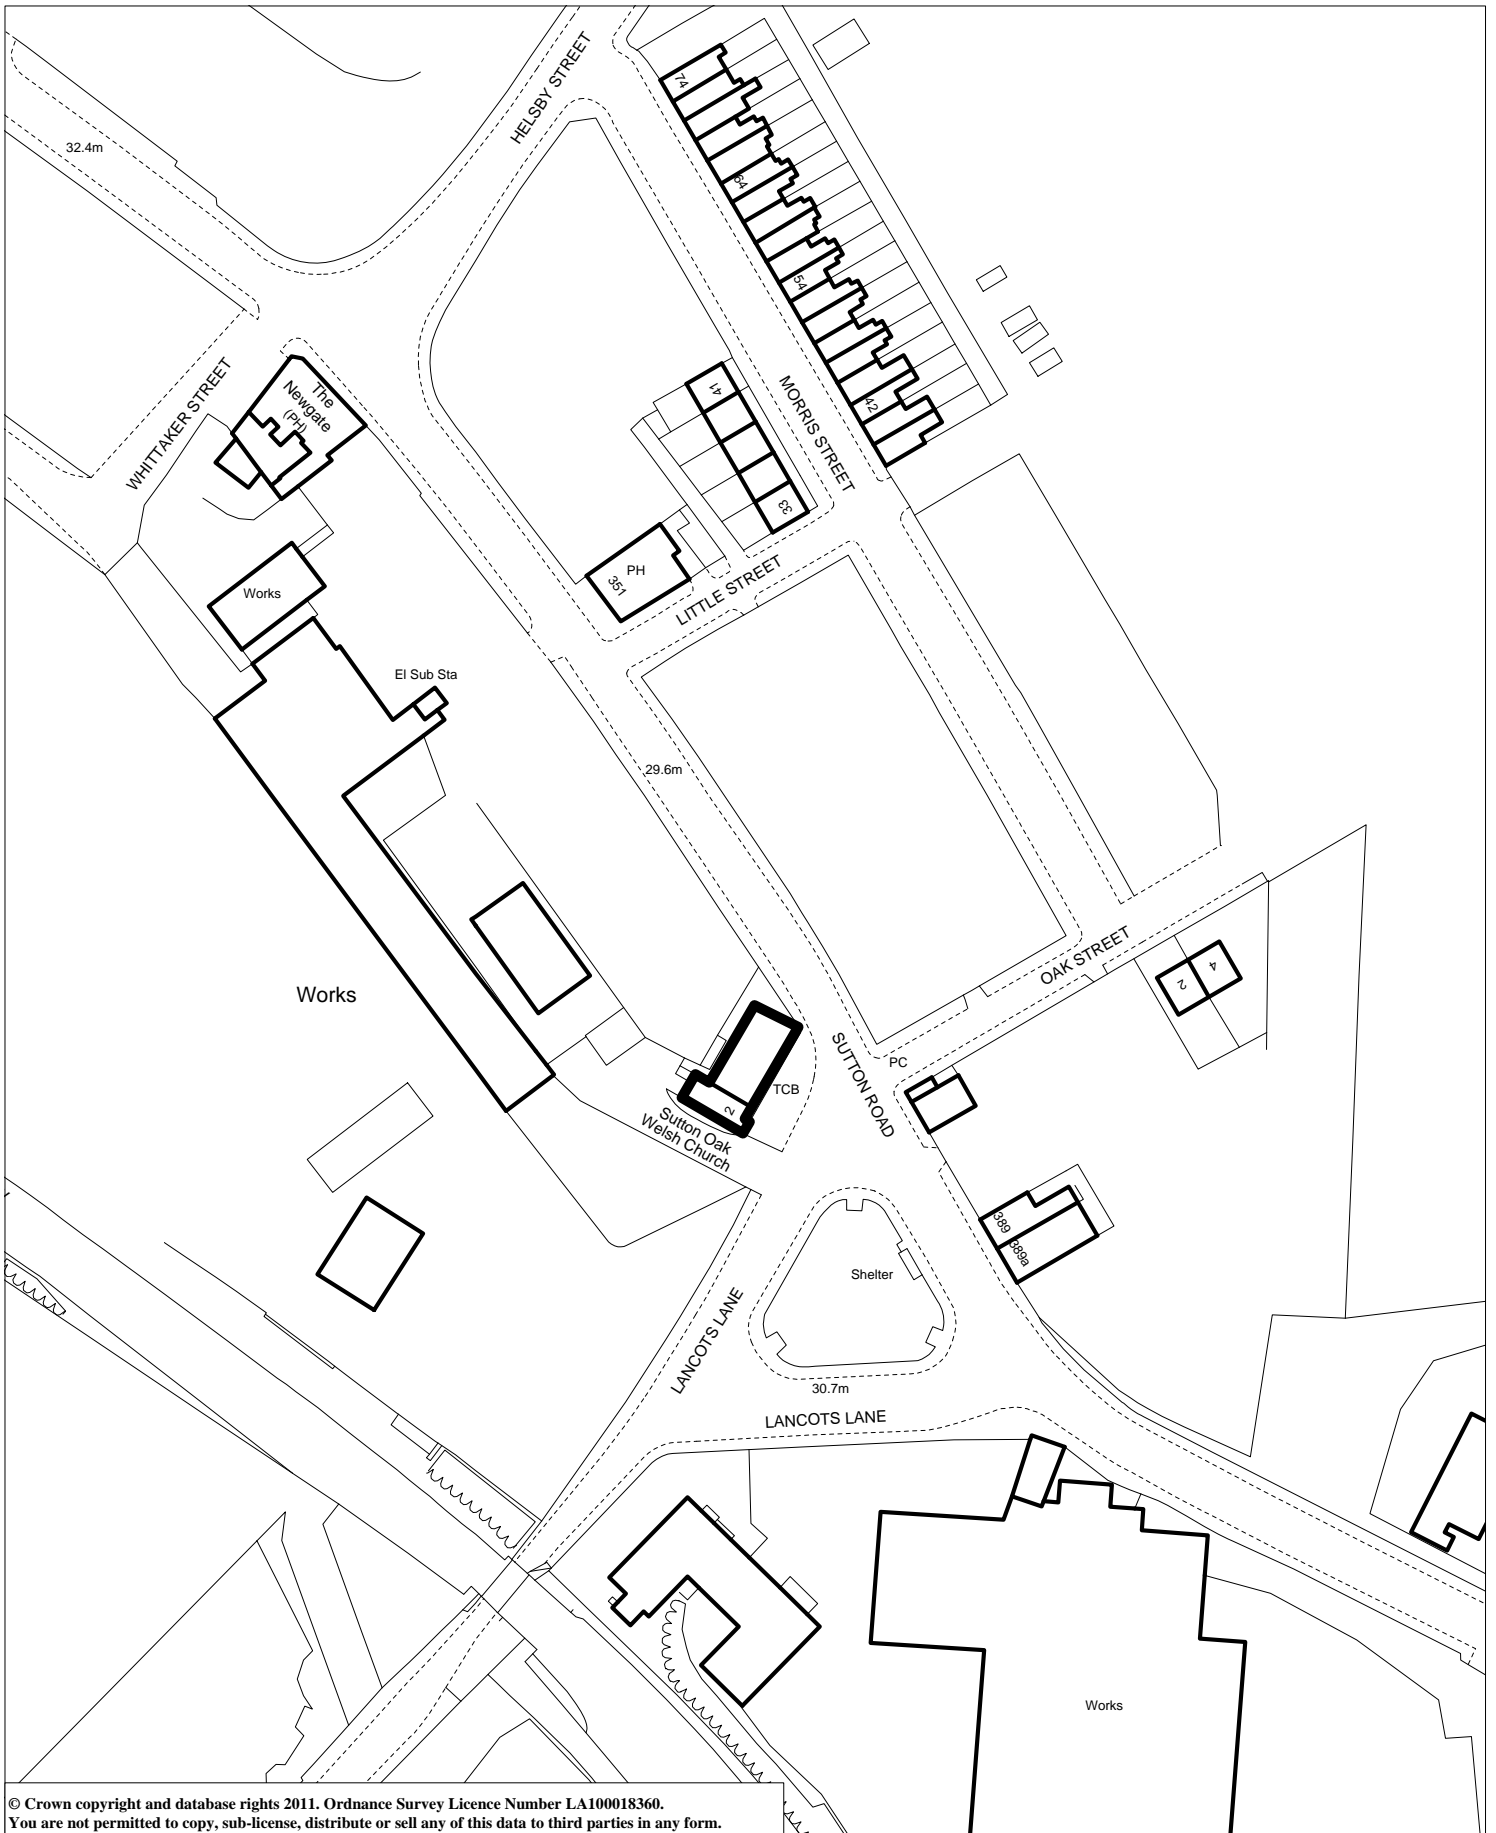 HELSBY STREET
74
32.4m
64
54
WHITTAKER STREET
The
Newgate
(PH)
41
MORRIS STREET
42
33
PH
351
LITTLE STREET
Works
El Sub Sta
29.6m
OAK STREET
2
4
Works
SUTTON ROAD
PC
TCB
2
Sutton Oak
Welsh Church
389
389a
Shelter
LANCOTS LANE
30.7m
LANCOTS LANE
Works
© Crown copyright and database rights 2011. Ordnance Survey Licence Number LA100018360.
You are not permitted to copy, sub-license, distribute or sell any of this data to third parties in any form.